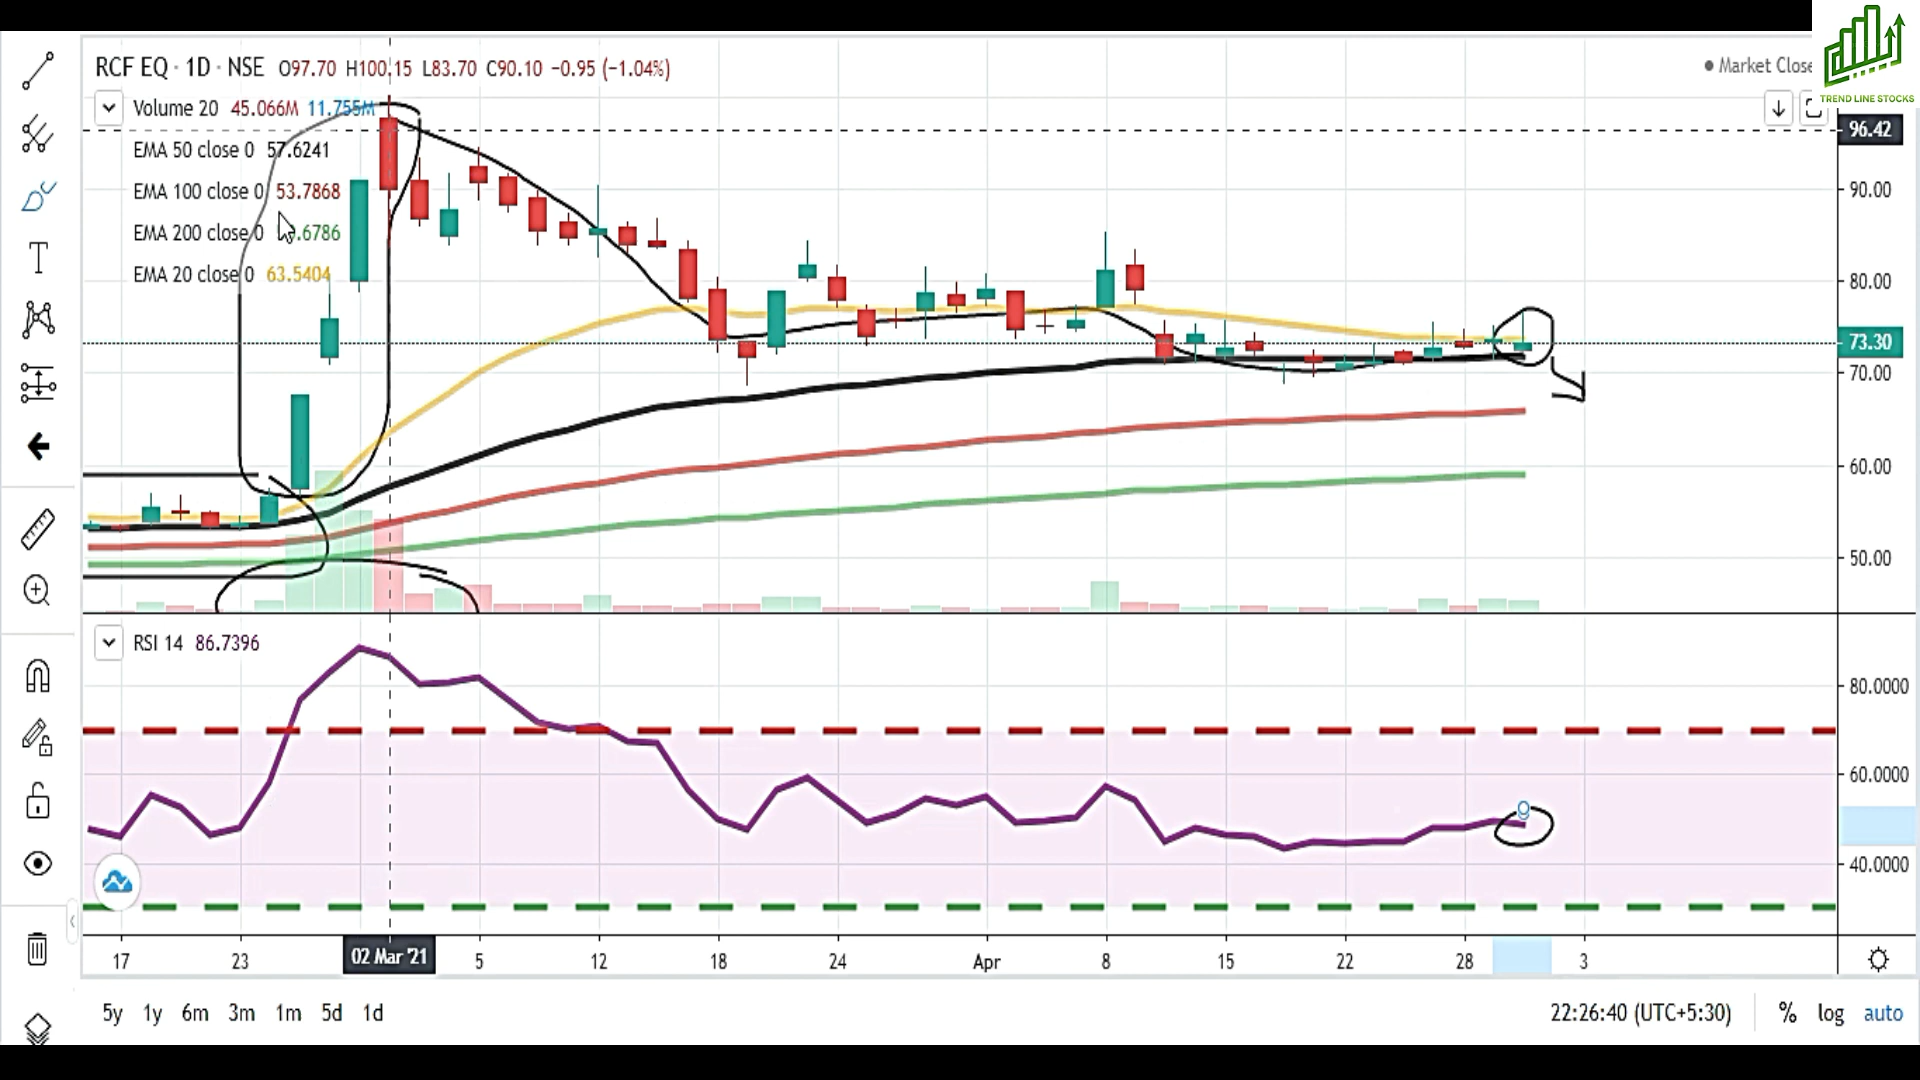 RCF EQ · 1D · NSE O97.70 H100.15 L83.70 C90.10 −0.95 (−1.04%)
Market Close
TREND LINE STOCKS
Volume 20 45.066M 11.755M
EMA 50 close 0 57.6241
EMA 100 close 0 53.7868
EMA 200 close 0 .6786
EMA 20 close 0 63.5404
96.42
90.00
80.00
73.30
70.00
60.00
50.00
RSI 14 86.7396
80.0000
60.0000
40.0000
17 23 02 Mar '21 5 12 18 24 Apr 8 15 22 28 3
5y 1y 6m 3m 1m 5d 1d 22:26:40 (UTC+5:30) % log auto